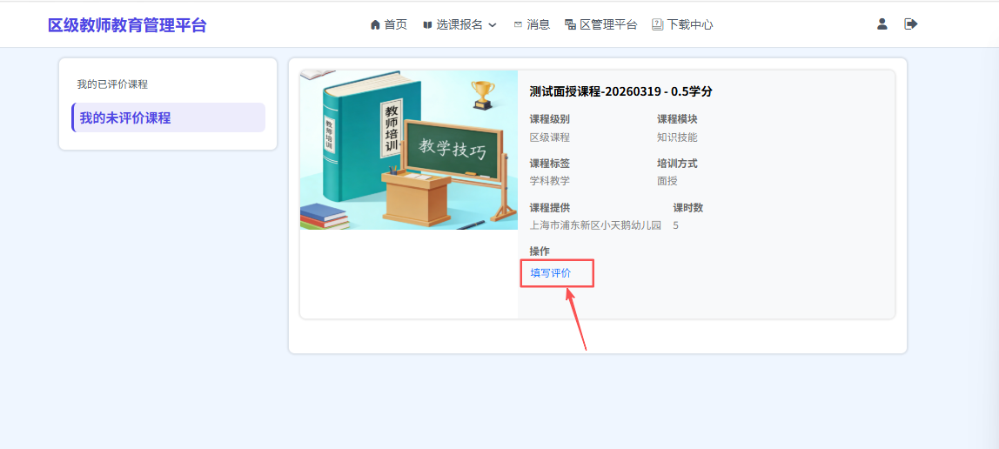 区级教师教育管理平台
首页 选课报名 消息 区管理平台 下载中心
我的已评价课程
我的未评价课程
教师培训
教师培训
教学技巧
测试面授课程-20260319 - 0.5学分
课程级别 课程模块
区级课程 知识技能
课程标签 培训方式
学科教学 面授
课程提供 课时数
上海市浦东新区小天鹅幼儿园 5
操作
填写评价